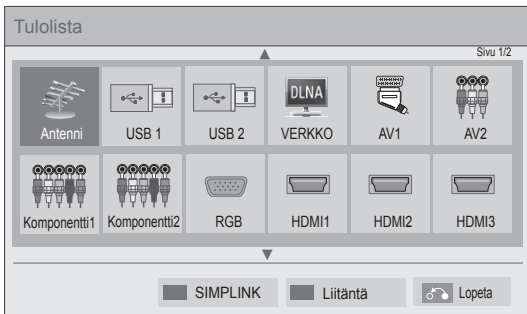 Tulolista
Sivu 1/2
Antenni
USB 1
USB 2
DLNA
VERKKO
AV1
AV2
Komponentti1
Komponentti2
RGB
HDMI1
HDMI2
HDMI3
SIMPLINK
Liitäntä
Lopeta